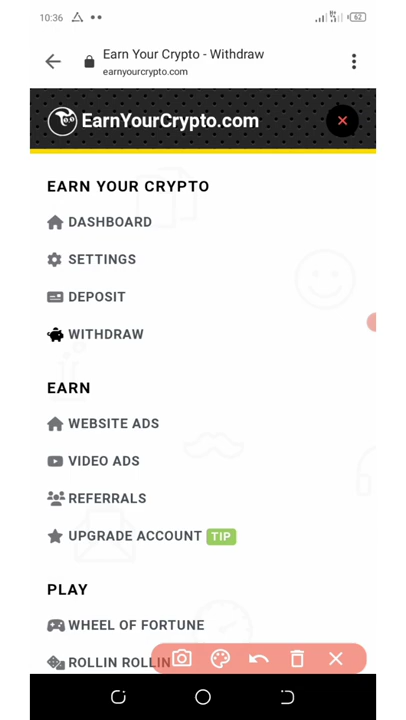 10:36
62
Earn Your Crypto - Withdraw
earnyourcrypto.com
EarnYourCrypto.com
EARN YOUR CRYPTO
DASHBOARD
SETTINGS
DEPOSIT
WITHDRAW
EARN
WEBSITE ADS
VIDEO ADS
REFERRALS
UPGRADE ACCOUNT TIP
PLAY
WHEEL OF FORTUNE
ROLLIN ROLLIN